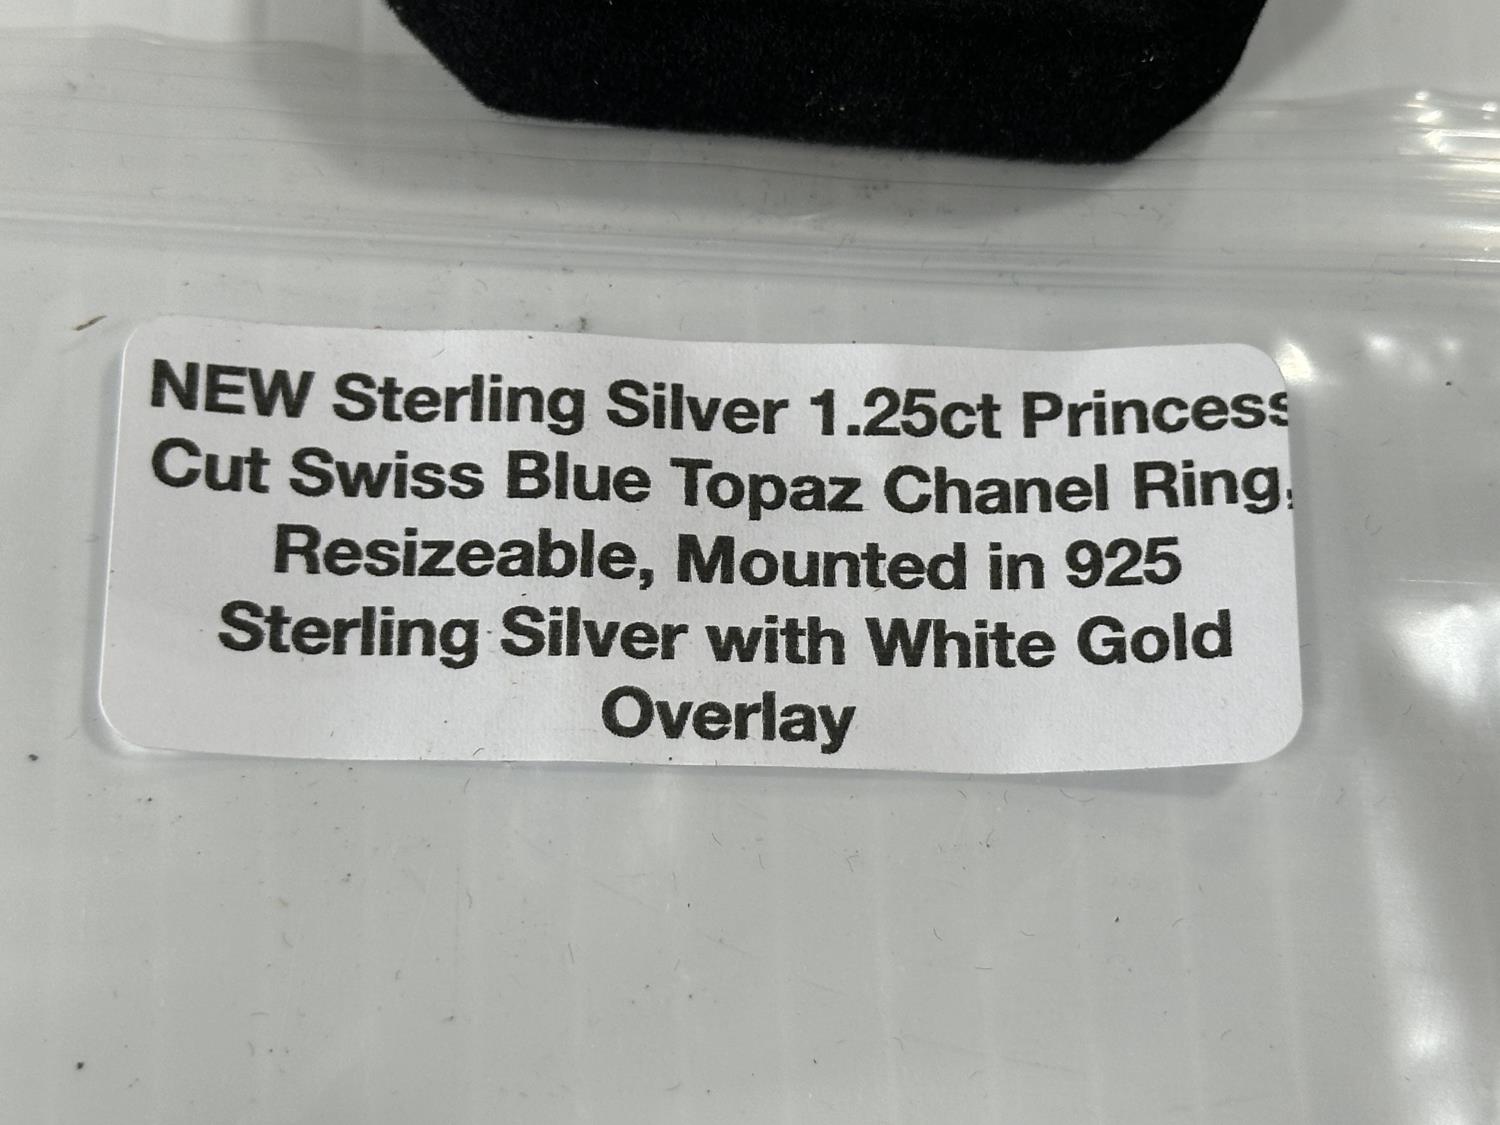 NEW Sterling Silver 1.25ct Princess
Cut Swiss Blue Topaz Chanel Ring,
Resizeable, Mounted in 925
Sterling Silver with White Gold
Overlay